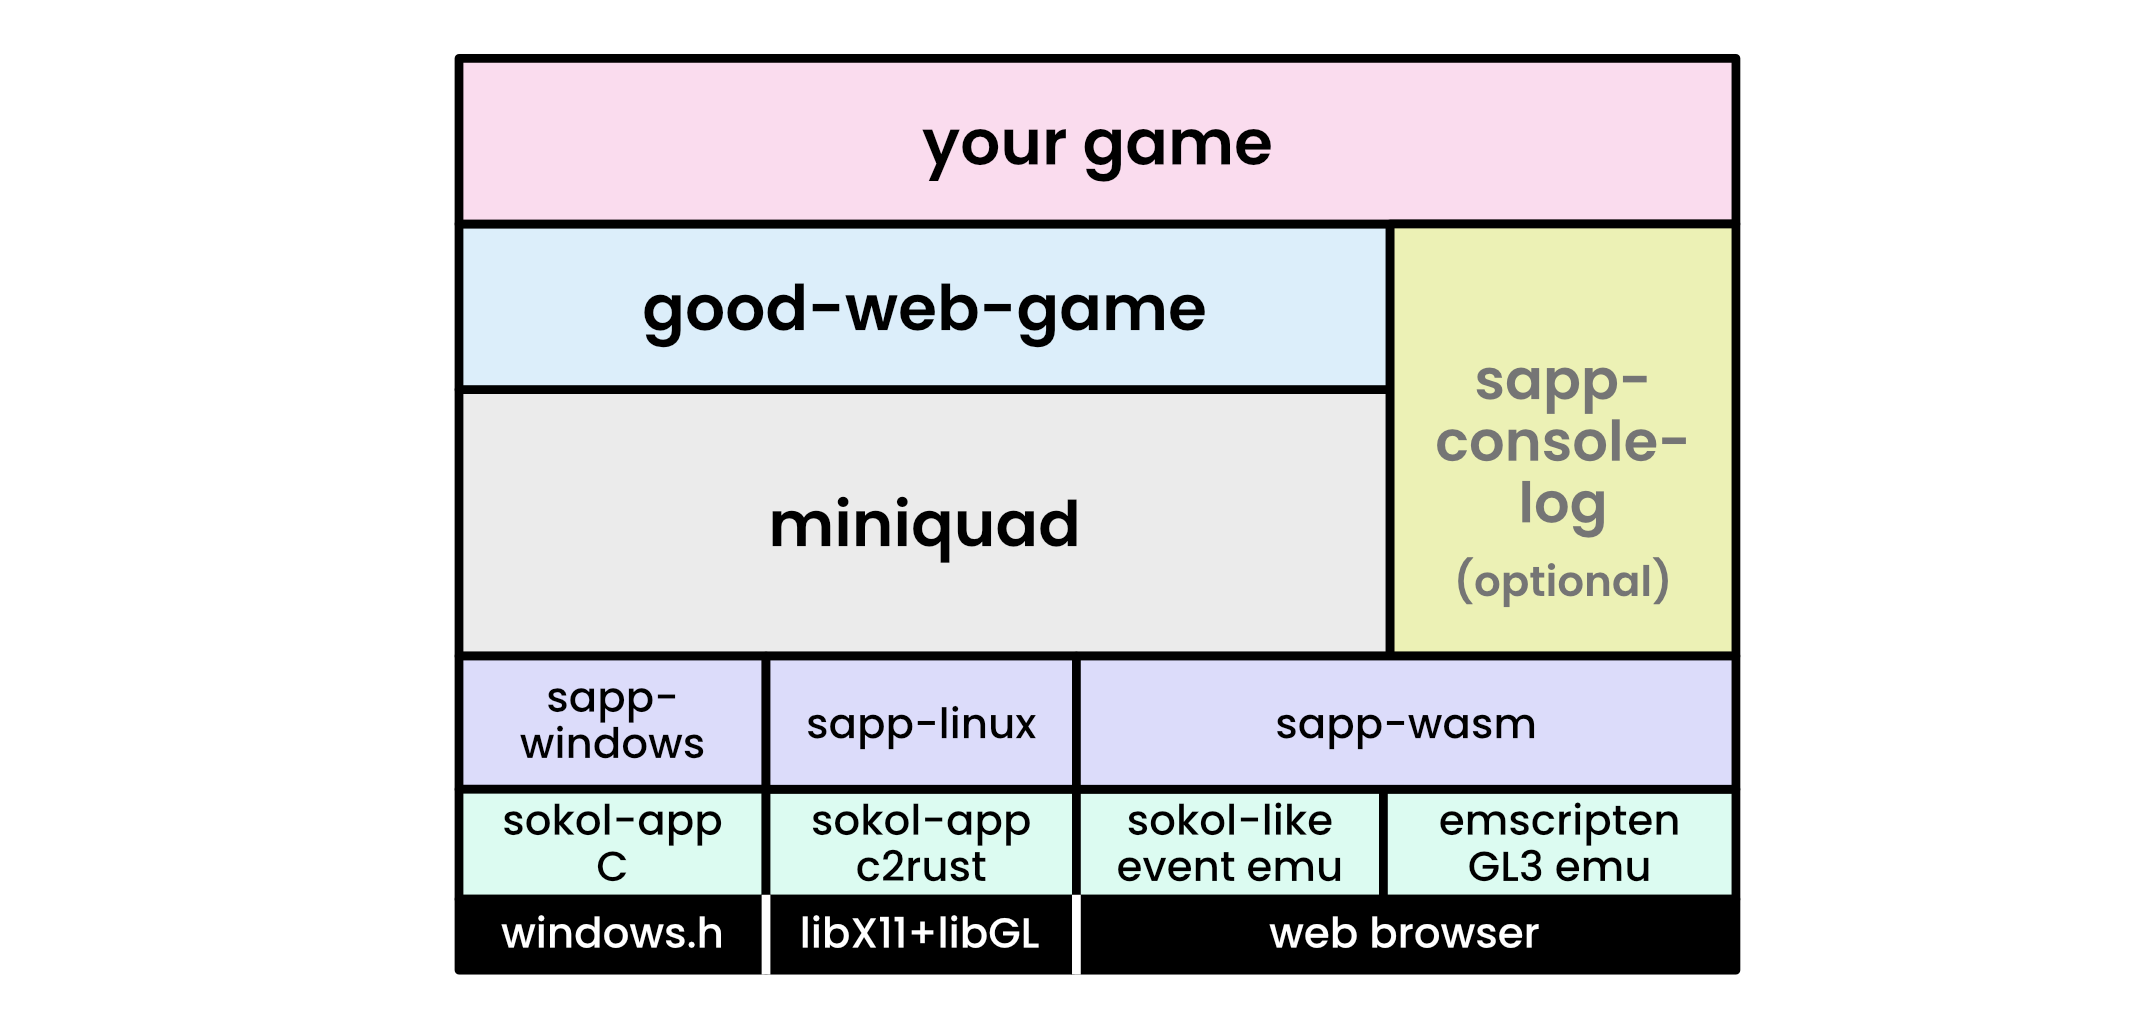 your game
good-web-game
sapp-
console-
log
(optional)
miniquad
sapp-
windows
sapp-linux
sapp-wasm
sokol-app
C
sokol-app
c2rust
sokol-like
event emu
emscripten
GL3 emu
windows.h
libX11+libGL
web browser